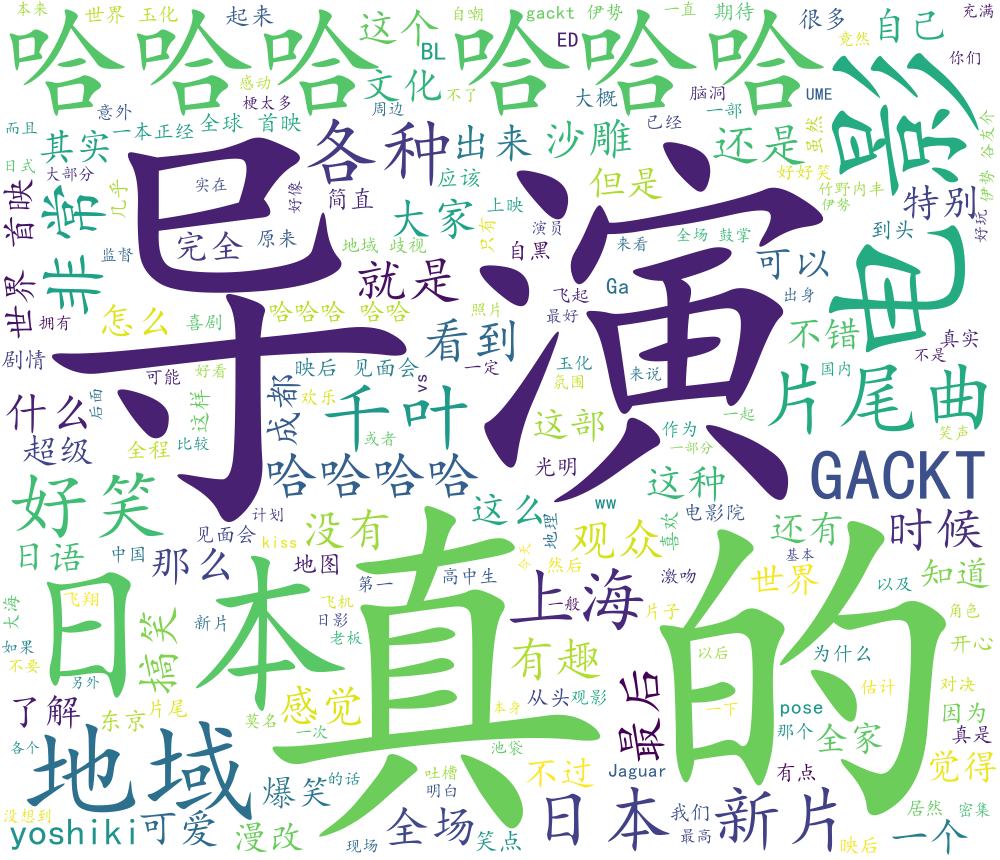 本来
世界 玉化
起来
这个
gackt 伊势
一直
期待
很多
自己
充满
哈哈哈 哈哈哈
自嘲
BL
ED
竟然
你们
电影
文化
感动
不了
意外
梗太多
周边
大概
脑洞
一部
UME
而且
其实
一本正经
全球 首映
各种
出来
沙雕
已经
还是
虽然
谷友介
日式
大部分
几乎
非常
首映
导演
实在
好像
简直
应该
但是
好好笑
竹野内丰
伊势
伊势
特别
好玩
监督
完全
原来
大家
上映
只有
演员
自黑
来看
全场 鼓掌
到头
地域 歧视
可以
出身
世界
拥有
怎么
喜剧
就是
哈哈哈 哈哈
照片
飞起
最好
Ga
不错
真实
不是
剧情
可能
好看
映后 见面会
看到
一定
玉化
氛围
来说
国内
什么
后面
这样
成都
欢乐
vs
千叶
片尾曲
这部
作为
一起
一部分
笑声
超级
全程
比较
或者
哈哈哈哈
光明
这种
GACKT
好笑
计划
这么
ww
电影院
日语
中国
那么
见面会
kiss
地图
没有
地理
观众
喜欢
还有
时候
今天
然后
基本
日本
第一
高中生
激吻
世界
以及
知道
真的
大海
飞翔
新片
飞机
日影
老板
上海
一般
片子
角色
如果
不要
另外
搞笑
有趣
为什么
开心
以后
了解
东京
片尾
莫名
感觉
一次
本身
从头
观影
最后
一下
pose
估计
对决
因为
那个
全家
真是
各个
地域
池袋
爆笑
的话
吐槽
明白
不过
Jaguar
有点
觉得
没想到
yoshiki
可爱
漫改
现场
全场
笑点
日本
我们
最高
新片
居然
密集
映后
一个